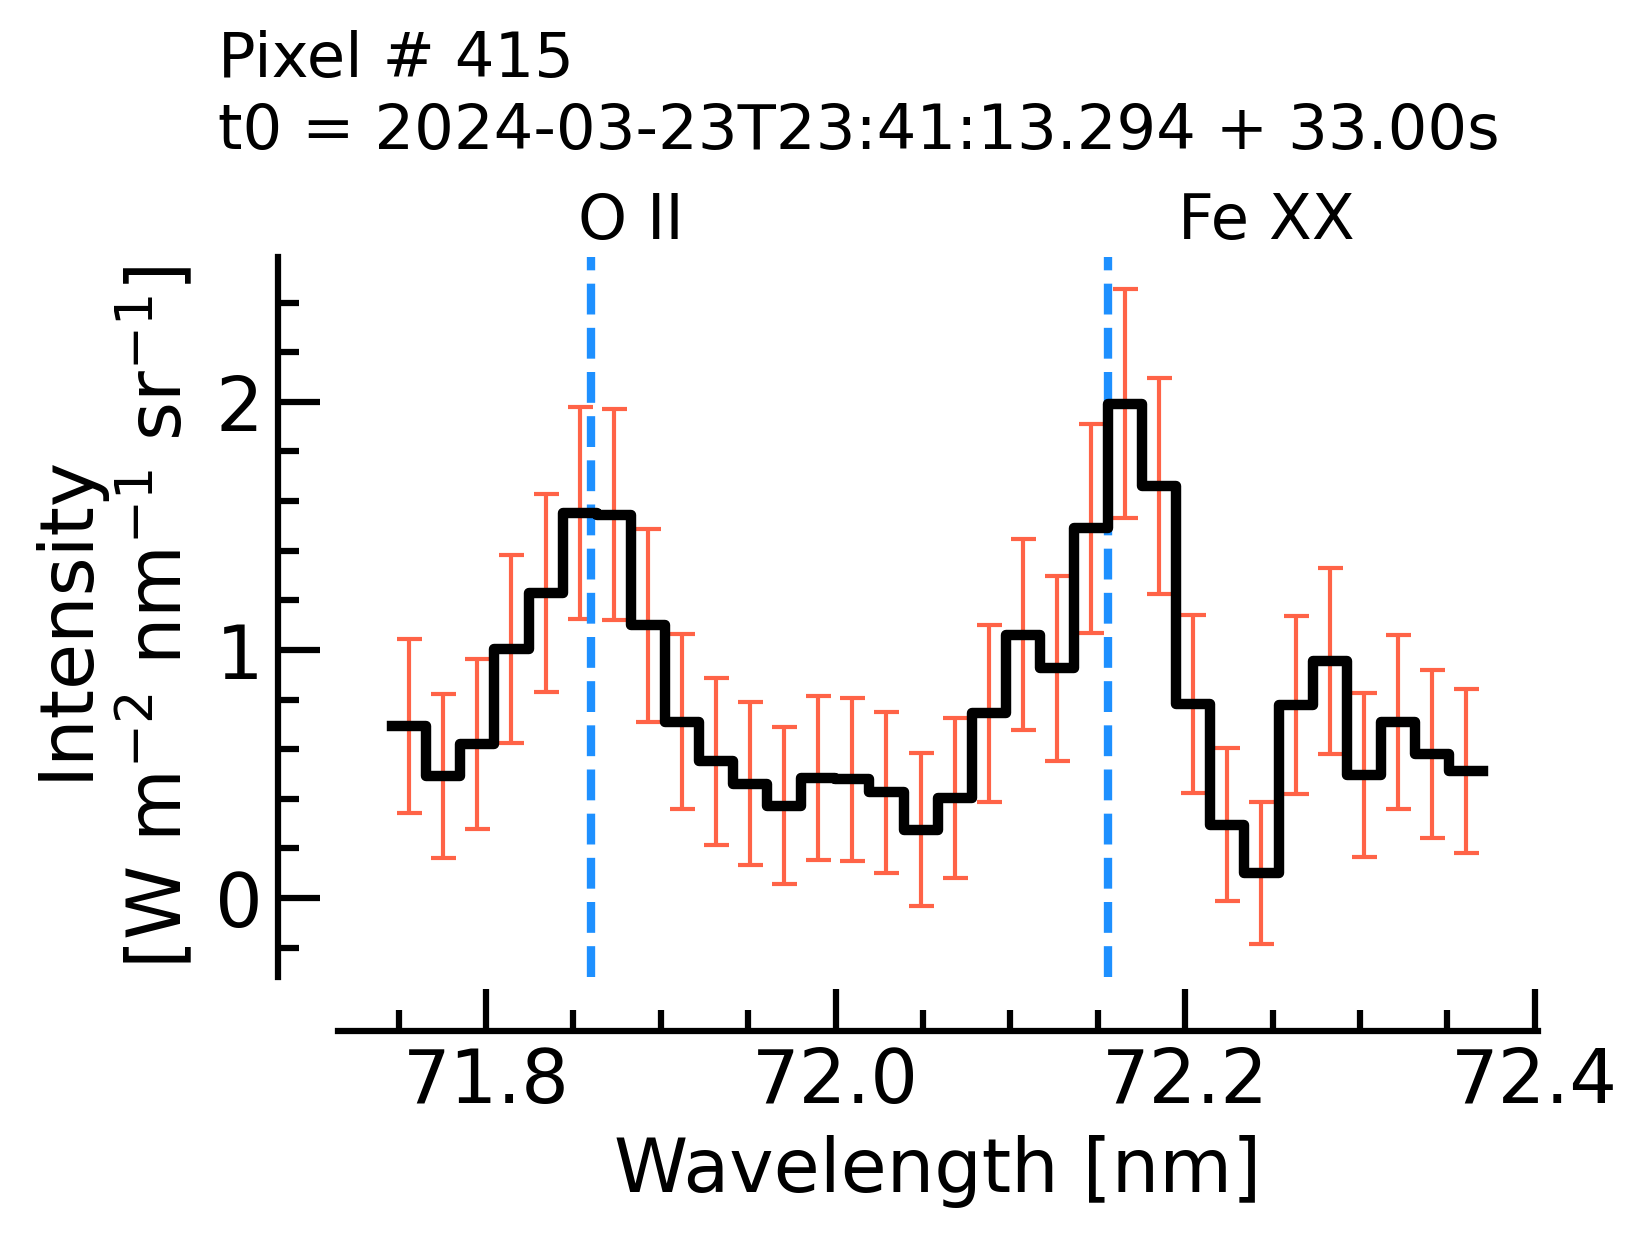 Pixel # 415
t0 = 2024-03-23T23:41:13.294 + 33.00s
O II
Fe XX
Intensity
[W m⁻² nm⁻¹ sr⁻¹]
2
1
0
71.8
72.0
72.2
72.4
Wavelength [nm]